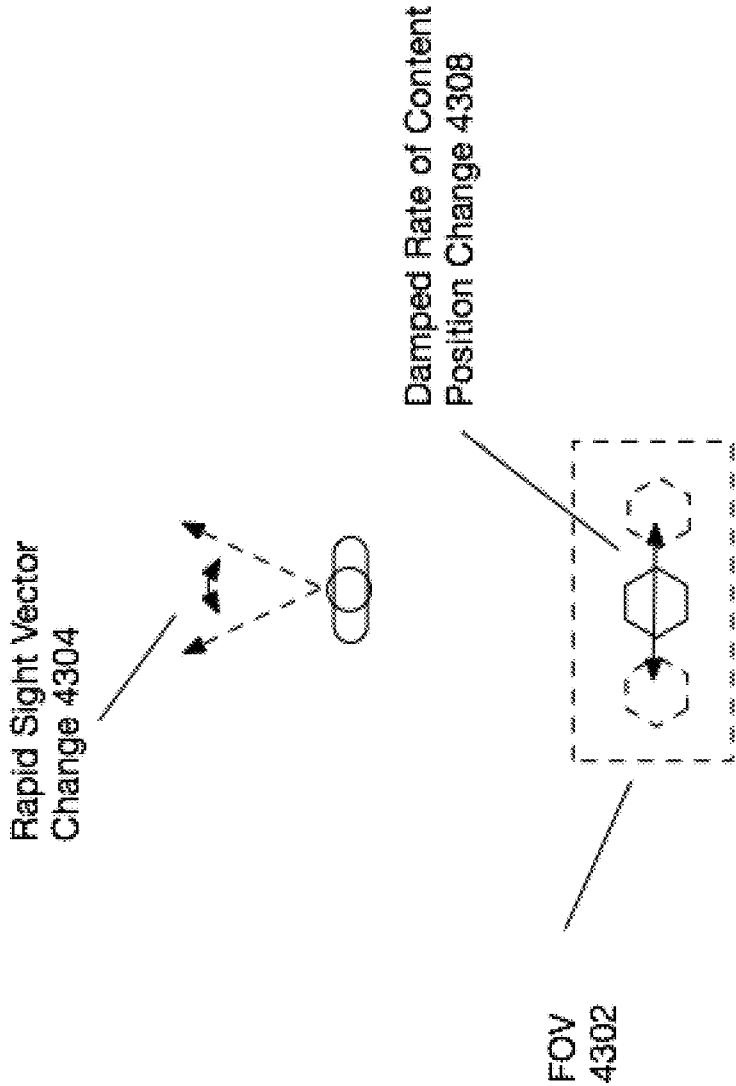 Rapid Sight Vector
Change 4304
Damped Rate of Content
Position Change 4308
FOV
4302